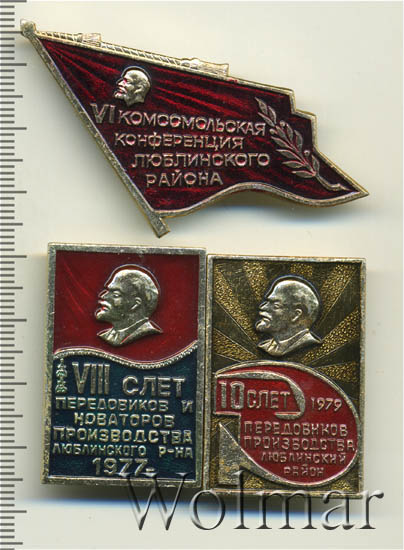 VI КОМСОМОЛЬСКАЯ
КОНФЕРЕНЦИЯ
ЛЮБЛИНСКОГО
РАЙОНА
VIII СЛЕТ
ПЕРЕДОВИКОВ И
НОВАТОРОВ
ПРОИЗВОДСТВА
ЛЮБЛИНСКОГО Р-НА
1977г.
10 СЛЕТ 1979
ПЕРЕДОВИКОВ
ПРОИЗВОДСТВА
ЛЮБЛИНСКИЙ
РАЙОН
Wolmar